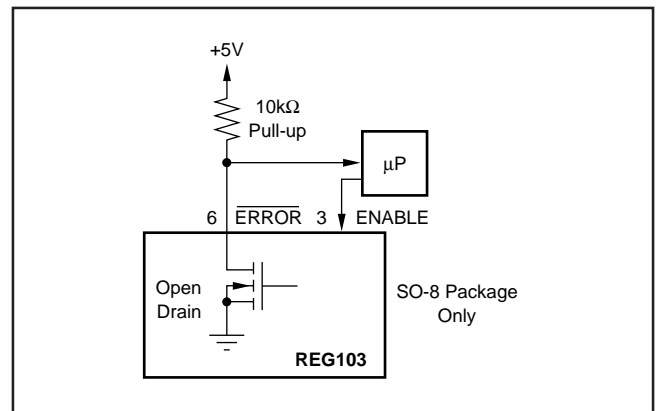 +5V
10kΩ
Pull-up
μP
6 ERROR 3 ENABLE
Open
Drain
SO-8 Package
Only
REG103